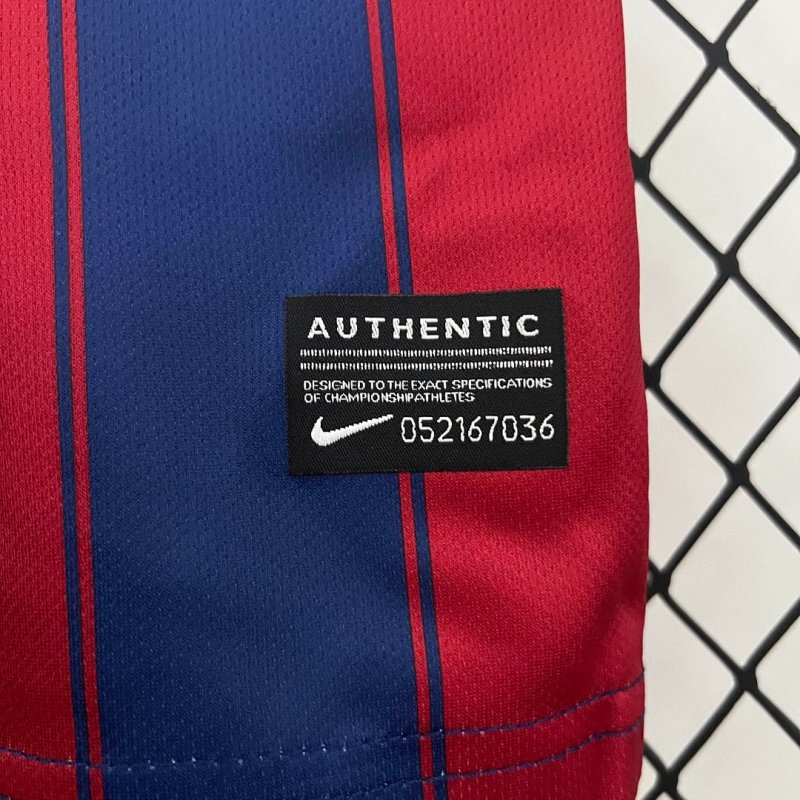 AUTHENTIC
DESIGNED TO THE EXACT SPECIFICATIONS
OF CHAMPIONSHIPATHLETES
052167036